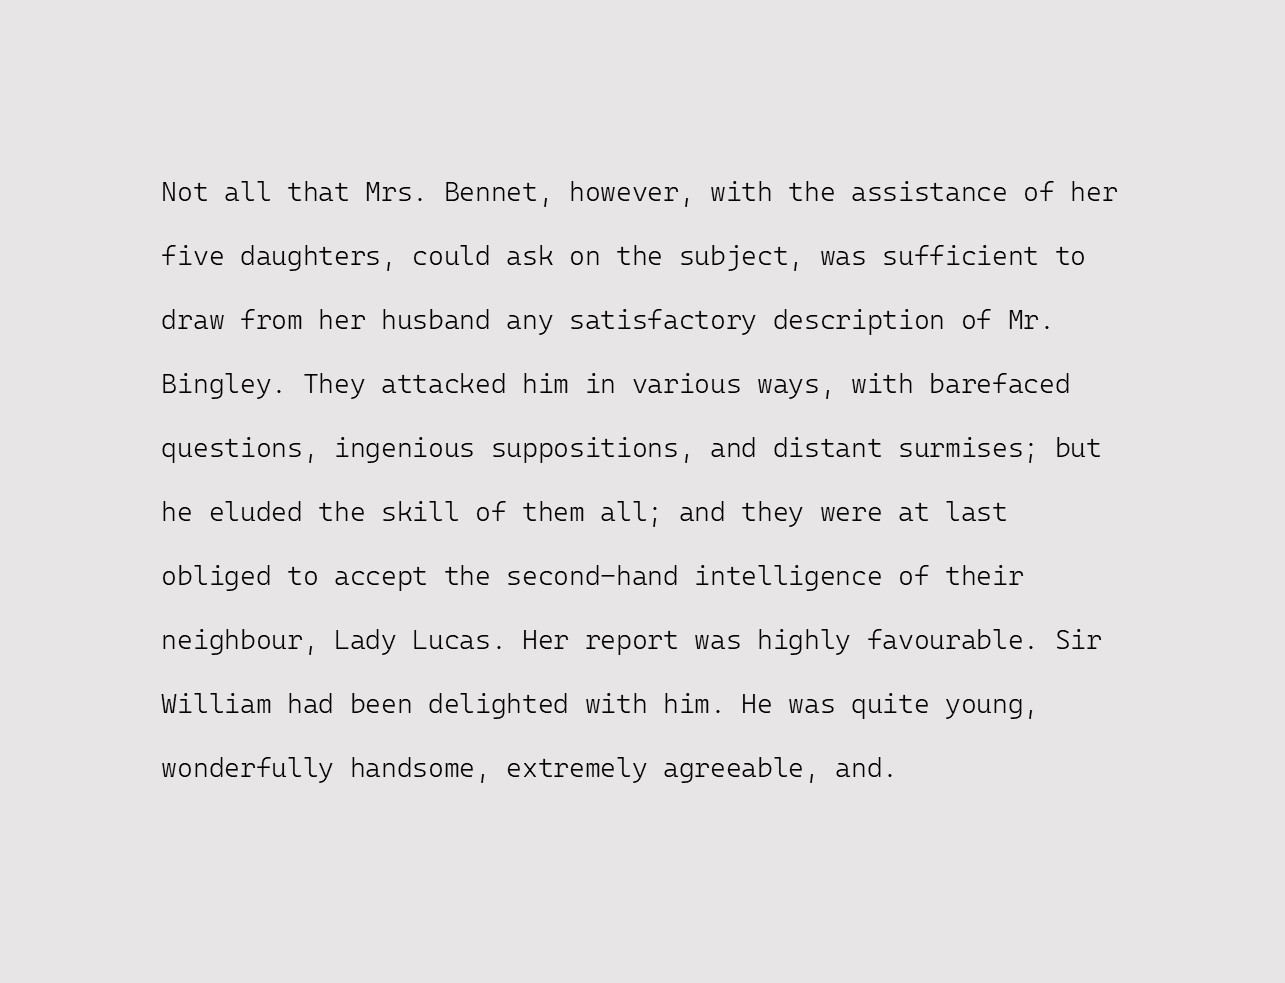 Not all that Mrs. Bennet, however, with the assistance of her
five daughters, could ask on the subject, was sufficient to
draw from her husband any satisfactory description of Mr.
Bingley. They attacked him in various ways, with barefaced
questions, ingenious suppositions, and distant surmises; but
he eluded the skill of them all; and they were at last
obliged to accept the second-hand intelligence of their
neighbour, Lady Lucas. Her report was highly favourable. Sir
William had been delighted with him. He was quite young,
wonderfully handsome, extremely agreeable, and.